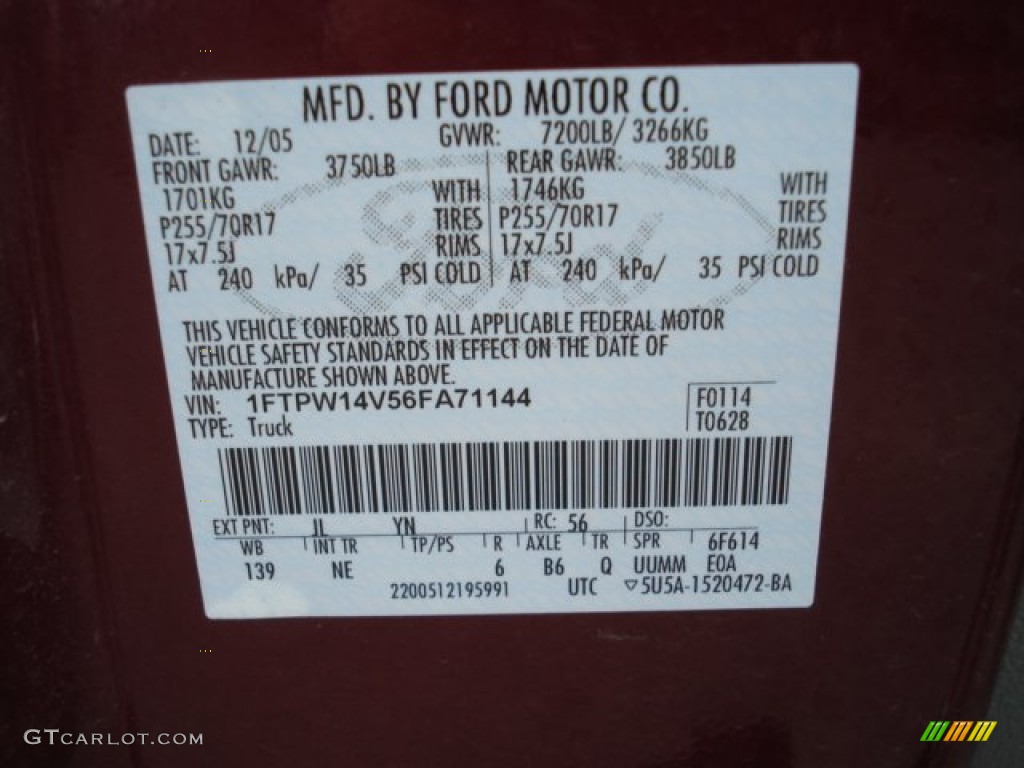 MFD. BY FORD MOTOR CO.
DATE: 12/05 GVWR: 7200LB/ 3266KG
FRONT GAWR: 3750LB REAR GAWR: 3850LB
1701KG WITH 1746KG WITH
P255/70R17 TIRES P255/70R17 TIRES
17x7.5J RIMS 17x7.5J RIMS
AT 240 kPa/ 35 PSI COLD AT 240 kPa/ 35 PSI COLD
Ford
THIS VEHICLE CONFORMS TO ALL APPLICABLE FEDERAL MOTOR
VEHICLE SAFETY STANDARDS IN EFFECT ON THE DATE OF
MANUFACTURE SHOWN ABOVE.
VIN: 1FTPW14V56FA71144 F0114
TYPE: Truck T0628
EXT PNT: JL YN RC: 56 DSO:
WB INT TR TP/PS R AXLE TR SPR 6F614
139 NE 6 B6 Q UUMM EOA
2200512195991 UTC ▽5U5A-1520472-BA
GTCARLOT.COM